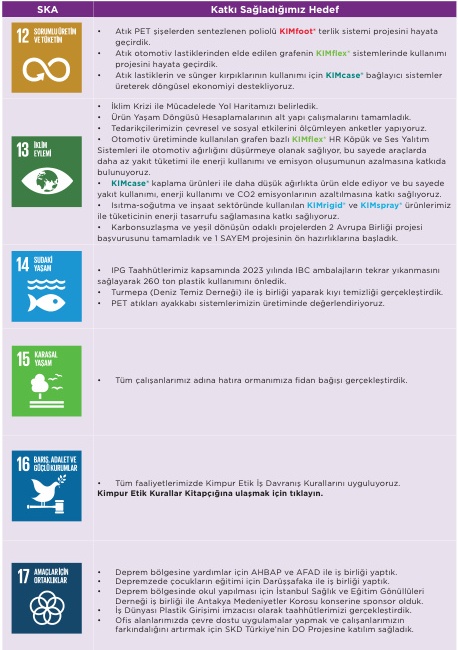 SKA
Katkı Sağladığımız Hedef
12 SORUMLU ÜRETİM
VE TÜKETİM
• Atık PET şişelerden sentezlenen poliolü KIMfoot® terlik sistemi projesini hayata
geçirdik.
• Atık otomotiv lastiklerinden elde edilen grafenin KIMflex® sistemlerinde kullanımı
projesini hayata geçirdik.
• Atık lastiklerin ve sünger kırpıklarının kullanımı için KIMcase® bağlayıcı sistemler
üreterek döngüsel ekonomiyi destekliyoruz.
13 İKLİM
EYLEMİ
• İklim Krizi ile Mücadelede Yol Haritamızı belirledik.
• Ürün Yaşam Döngüsü Hesaplamalarının alt yapı çalışmalarını tamamladık.
• Tedarikçilerimizin çevresel ve sosyal etkilerini ölçümleyen anketler yapıyoruz.
• Otomotiv üretiminde kullanılan grafen bazlı KIMflex® HR Köpük ve Ses Yalıtım
Sistemleri ile otomotiv ağırlığını düşürmeye olanak sağlıyor, bu sayede araçlarda
daha az yakıt tüketimi ile enerji kullanımı ve emisyon oluşumunun azalmasına katkıda
bulunuyoruz.
• KIMcase® kaplama ürünleri ile daha düşük ağırlıkta ürün elde ediyor ve bu sayede
yakıt kullanımı, enerji kullanımı ve CO2 emisyonlarının azaltılmasına katkı sağlıyoruz.
• Isıtma-soğutma ve inşaat sektöründe kullanılan KIMrigid® ve KIMspray® ürünlerimiz
ile tüketicinin enerji tasarrufu sağlamasına katkı sağlıyoruz.
• Karbonsuzlaşma ve yeşil dönüşün odaklı projelerden 2 Avrupa Birliği projesi
başvurusunu tamamladık ve 1 SAYEM projesinin ön hazırlıklarına başladık.
14 SUDAKİ
YAŞAM
• IPG Taahhütlerimiz kapsamında 2023 yılında IBC ambalajların tekrar yıkanmasını
sağlayarak 260 ton plastik kullanımını önledik.
• Turmepa (Deniz Temiz Derneği) ile iş birliği yaparak kıyı temizliği gerçekleştirdik.
• PET atıkları ayakkabı sistemlerimizin üretiminde değerlendiriyoruz.
15 KARASAL
YAŞAM
• Tüm çalışanlarımız adına hatıra ormanımıza fidan bağışı gerçekleştirdik.
16 BARIŞ, ADALET VE
GÜÇLÜ KURUMLAR
• Tüm faaliyetlerimizde Kimpur Etik İş Davranış Kurallarını uyguluyoruz.
Kimpur Etik Kurallar Kitapçığına ulaşmak için tıklayın.
17 AMAÇLAR İÇİN
ORTAKLIKLAR
• Deprem bölgesine yardımlar için AHBAP ve AFAD ile iş birliği yaptık.
• Depremzede çocukların eğitimi için Darüşşafaka ile iş birliği yaptık.
• Deprem bölgesinde okul yapılması için İstanbul Sağlık ve Eğitim Gönüllüleri
Derneği iş birliği ile Antakya Medeniyetler Korosu konserine sponsor olduk.
• İş Dünyası Plastik Girişimi imzacısı olarak taahhütlerimizi gerçekleştirdik.
• Ofis alanlarımızda çevre dostu uygulamalar yapmak ve çalışanlarımızın
farkındalığını artırmak için SKD Türkiye'nin DO Projesine katılım sağladık.